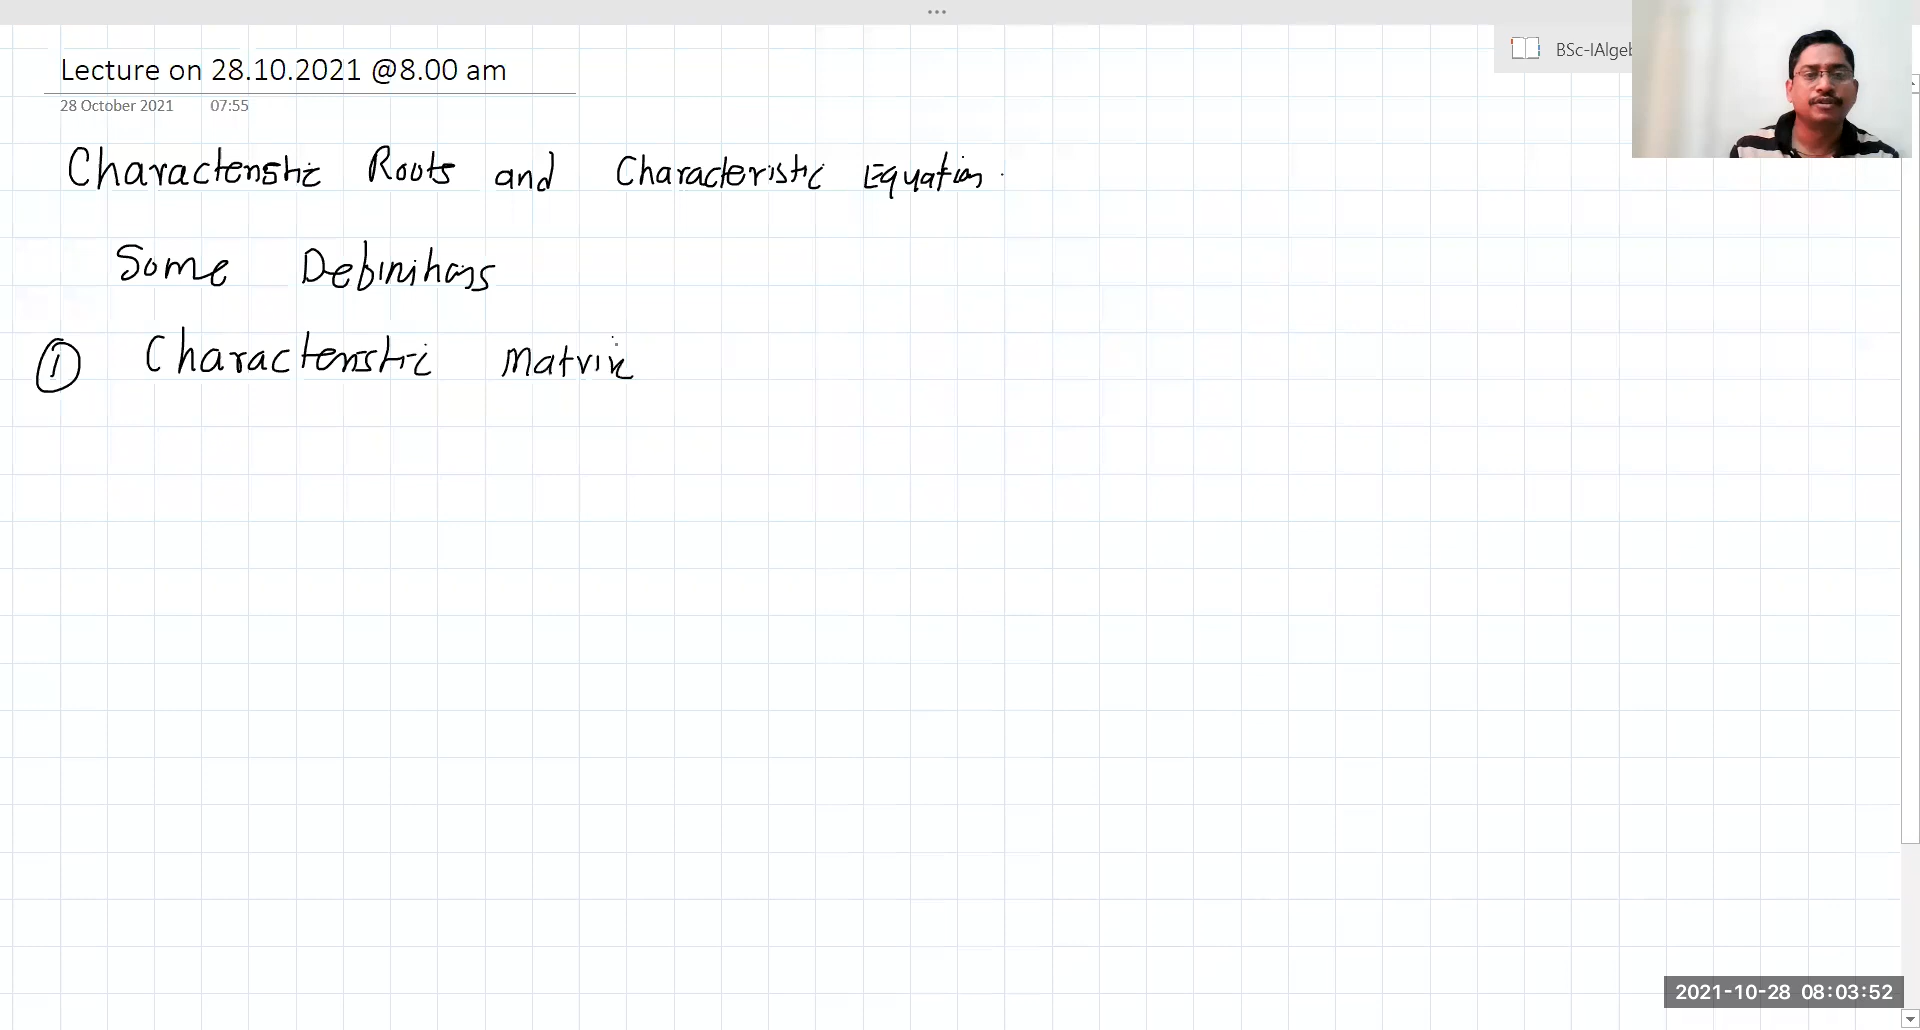 ...
BSc-IAlgeb
Lecture on 28.10.2021 @8.00 am
28 October 2021 07:55
Characteristic Roots and Characteristic Equation.
Some Definitions
① Characteristic Matrix
2021-10-28 08:03:52